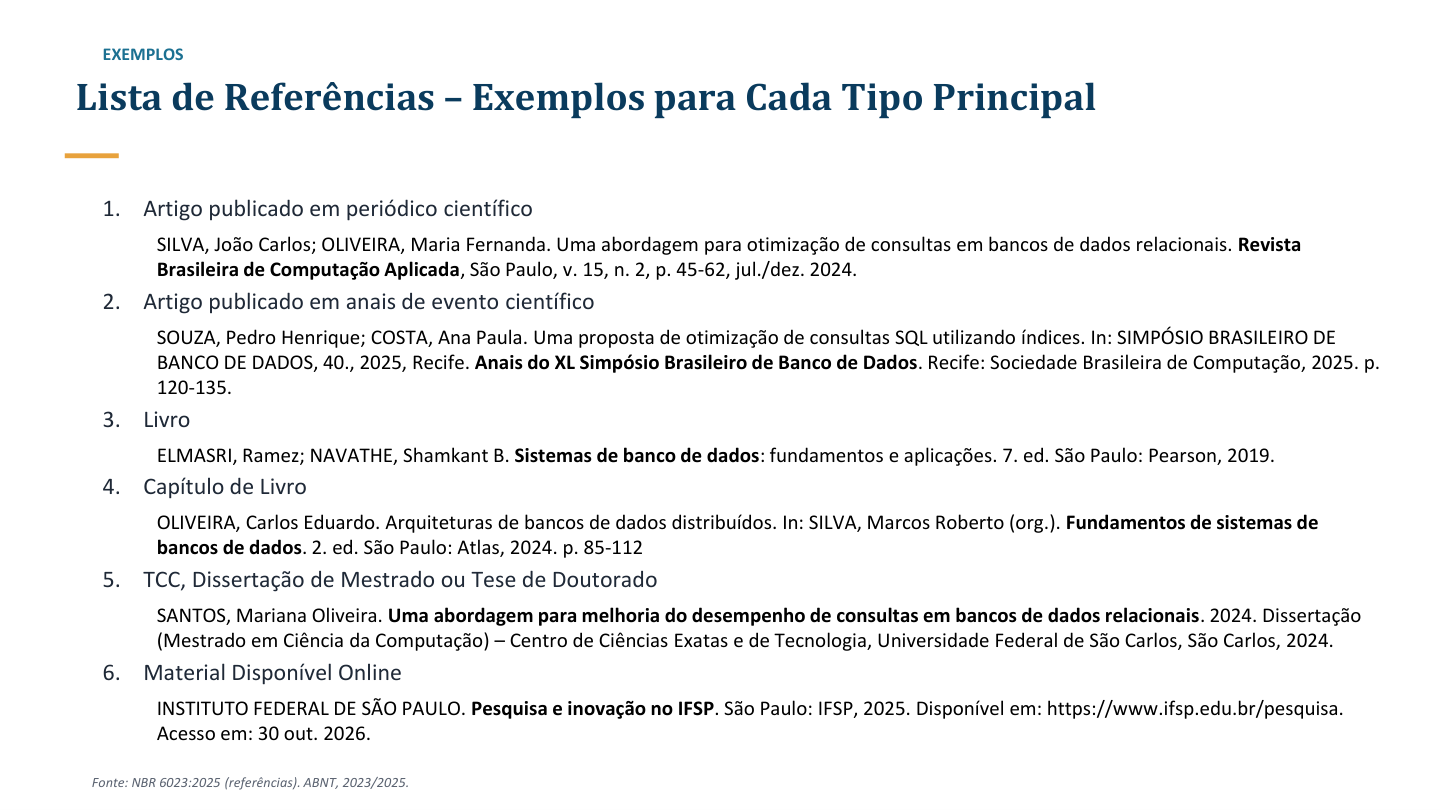 EXEMPLOS
Lista de Referências – Exemplos para Cada Tipo Principal
1. Artigo publicado em periódico científico
SILVA, João Carlos; OLIVEIRA, Maria Fernanda. Uma abordagem para otimização de consultas em bancos de dados relacionais. Revista
Brasileira de Computação Aplicada, São Paulo, v. 15, n. 2, p. 45-62, jul./dez. 2024.
2. Artigo publicado em anais de evento científico
SOUZA, Pedro Henrique; COSTA, Ana Paula. Uma proposta de otimização de consultas SQL utilizando índices. In: SIMPÓSIO BRASILEIRO DE
BANCO DE DADOS, 40., 2025, Recife. Anais do XL Simpósio Brasileiro de Banco de Dados. Recife: Sociedade Brasileira de Computação, 2025. p.
120-135.
3. Livro
ELMASRI, Ramez; NAVATHE, Shamkant B. Sistemas de banco de dados: fundamentos e aplicações. 7. ed. São Paulo: Pearson, 2019.
4. Capítulo de Livro
OLIVEIRA, Carlos Eduardo. Arquiteturas de bancos de dados distribuídos. In: SILVA, Marcos Roberto (org.). Fundamentos de sistemas de
bancos de dados. 2. ed. São Paulo: Atlas, 2024. p. 85-112
5. TCC, Dissertação de Mestrado ou Tese de Doutorado
SANTOS, Mariana Oliveira. Uma abordagem para melhoria do desempenho de consultas em bancos de dados relacionais. 2024. Dissertação
(Mestrado em Ciência da Computação) – Centro de Ciências Exatas e de Tecnologia, Universidade Federal de São Carlos, São Carlos, 2024.
6. Material Disponível Online
INSTITUTO FEDERAL DE SÃO PAULO. Pesquisa e inovação no IFSP. São Paulo: IFSP, 2025. Disponível em: https://www.ifsp.edu.br/pesquisa.
Acesso em: 30 out. 2026.
Fonte: NBR 6023:2025 (referências). ABNT, 2023/2025.